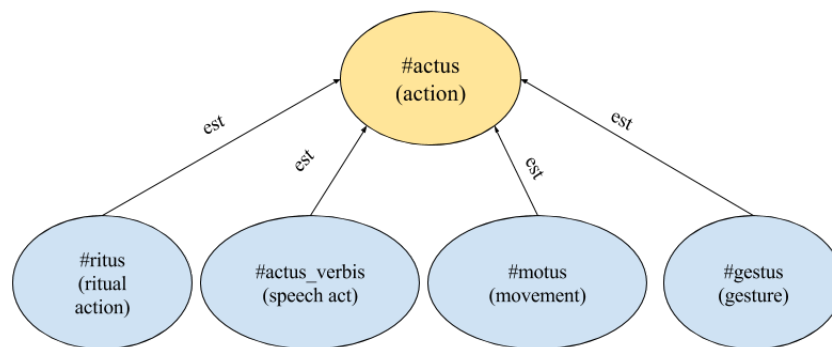 #actus
(action)
est
est
est
est
#ritus
(ritual
action)
#actus_verbis
(speech act)
#motus
(movement)
#gestus
(gesture)